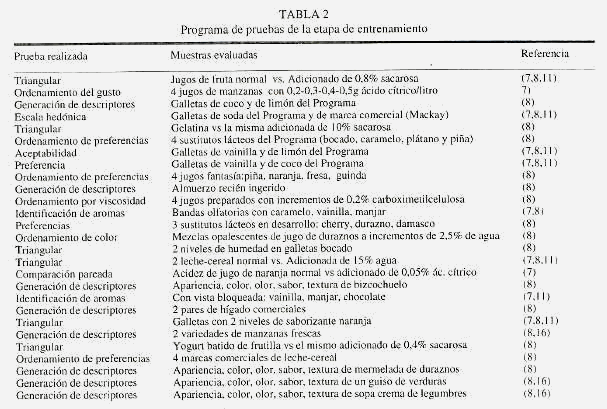 TABLA 2
Programa de pruebas de la etapa de entrenamiento
Prueba realizada Muestras evaluadas Referencia
Triangular Jugos de fruta normal vs. Adicionado de 0,8% sacarosa (7,8,11)
Ordenamiento del gusto 4 jugos de manzanas con 0,2-0,3-0,4-0,5g ácido cítrico/litro 7)
Generación de descriptores Galletas de coco y de limón del Programa (8)
Escala hedónica Galletas de soda del Programa y de marca comercial (Mackay) (7,8,11)
Triangular Gelatina vs la misma adicionada de 10% sacarosa (8)
Ordenamiento de preferencias 4 sustitutos lácteos del Programa (bocado, caramelo, plátano y piña) (8)
Aceptabilidad Galletas de vainilla y de limón del Programa (7,8,11)
Preferencia Galletas de vainilla y de coco del Programa (7,8,11)
Ordenamiento de preferencias 4 jugos fantasía:piña, naranja, fresa, guinda (8)
Generación de descriptores Almuerzo recién ingerido (8)
Ordenamiento por viscosidad 4 jugos preparados con incrementos de 0,2% carboximetilcelulosa (8)
Identificación de aromas Bandas olfatorias con caramelo, vainilla, manjar (7,8)
Preferencias 3 sustitutos lácteos en desarrollo: cherry, durazno, damasco (8)
Ordenamiento de color Mezclas opalescentes de jugo de duraznos a incrementos de 2,5% de agua (8)
Triangular 2 niveles de humedad en galletas bocado (8)
Triangular 2 leche-cereal normal vs. Adicionada de 15% agua (7,8,11)
Comparación pareada Acidez de jugo de naranja normal vs adicionado de 0,05% ác. cítrico (7)
Generación de descriptores Apariencia, color, olor, sabor, textura de bizcochuelo (8)
Identificación de aromas Con vista bloqueada: vainilla, manjar, chocolate (7,11)
Generación de descriptores 2 pares de hígado comerciales (8)
Triangular Galletas con 2 niveles de saborizante naranja (7,8,11)
Generación de descriptores 2 variedades de manzanas frescas (8,16)
Triangular Yogurt batido de frutilla vs el mismo adicionado de 0,4% sacarosa (8)
Ordenamiento de preferencias 4 marcas comerciales de leche-cereal (8)
Generación de descriptores Apariencia, color, olor, sabor, textura de mermelada de duraznos (8)
Generación de descriptores Apariencia, color, olor, sabor, textura de un guiso de verduras (8,16)
Generación de descriptores Apariencia, color, olor, sabor, textura de sopa crema de legumbres (8,16)